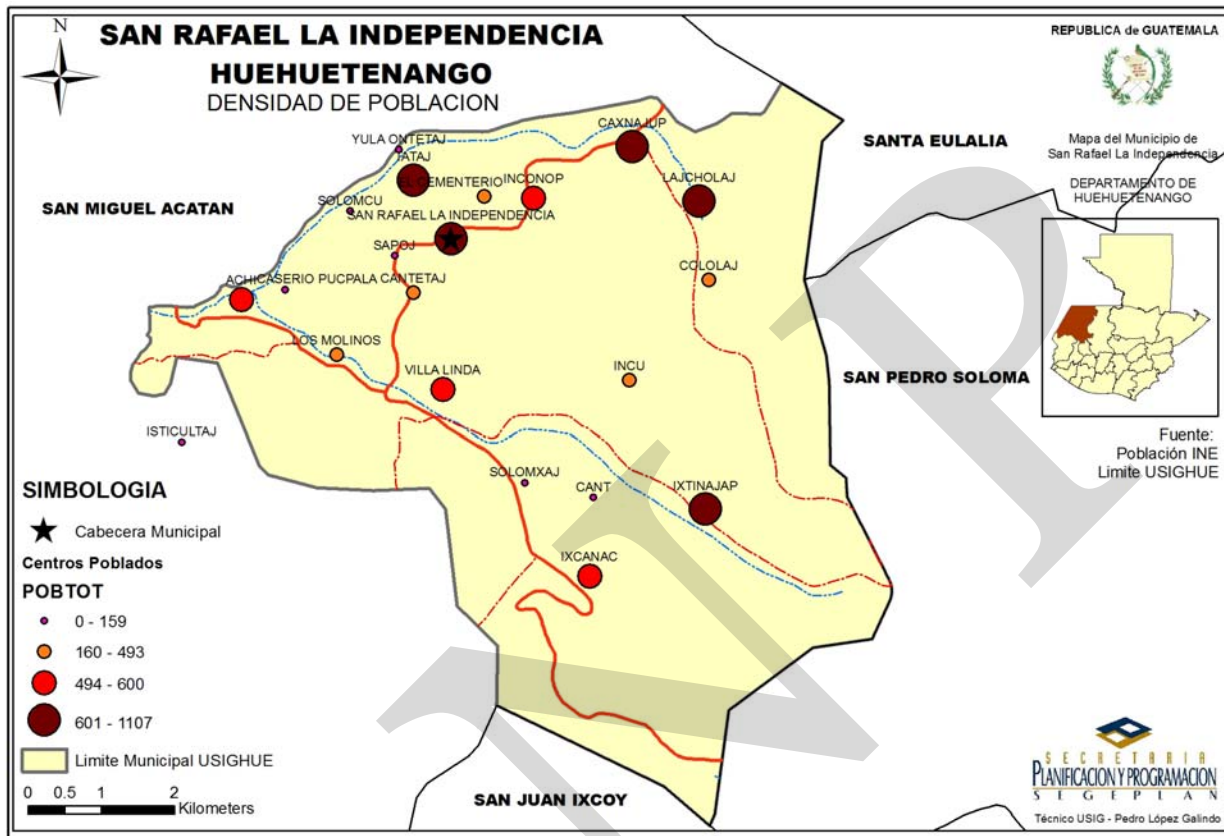 N
SAN RAFAEL LA INDEPENDENCIA
HUEHUETENANGO
DENSIDAD DE POBLACION
REPUBLICA de GUATEMALA
Mapa del Municipio de
San Rafael La Independencia
DEPARTAMENTO DE
HUEHUETENANGO
SANTA EULALIA
SAN MIGUEL ACATAN
SAN PEDRO SOLOMA
SAN JUAN IXCOY
YULA ONTETAJ
TATAJ
EL CEMENTERIO
INCONOP
CAXNAJUP
LAJCHOLAJ
SOLOMCU
SAN RAFAEL LA INDEPENDENCIA
SAPOJ
COLOLAJ
ACHI
CASERIO PUCPALA
CANTETAJ
LOS MOLINOS
VILLA LINDA
INCU
ISTICULTAJ
SOLOMXAJ
CANT
IXTINAJAP
IXCANAC
Fuente:
Población INE
Limite USIGHUE
SIMBOLOGIA
Cabecera Municipal
Centros Poblados
POBTOT
0 - 159
160 - 493
494 - 600
601 - 1107
Limite Municipal USIGHUE
0 0.5 1 2
Kilometers
SECRETARIA
PLANIFICACION Y PROGRAMACION
SEGEPLAN
Técnico USIG - Pedro López Galindo